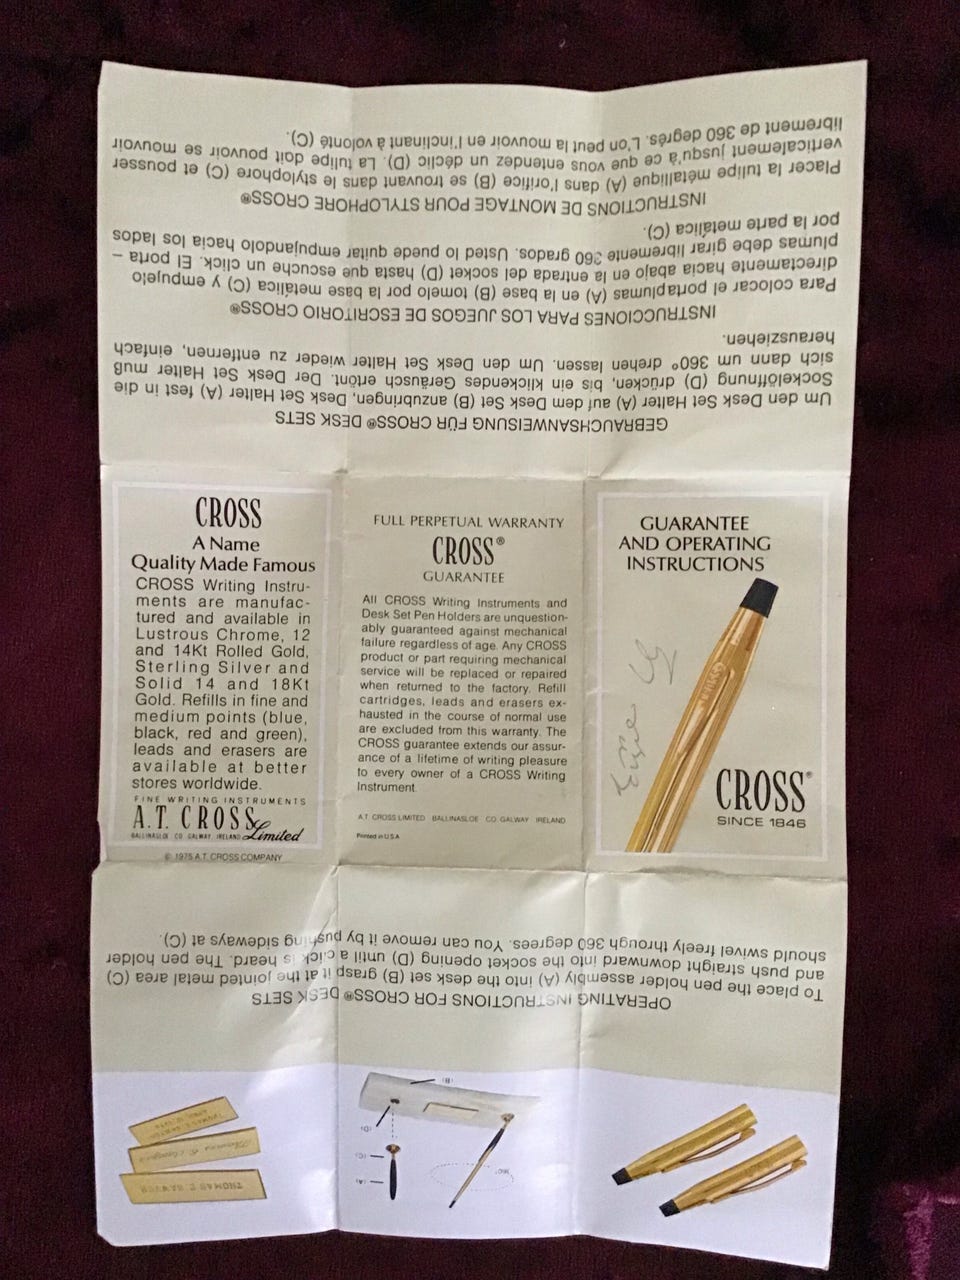 CROSS
A Name
Quality Made Famous
CROSS Writing Instru-
ments are manufac-
tured and available in
Lustrous Chrome, 12
and 14Kt Rolled Gold,
Sterling Silver and
Solid 14 and 18Kt
Gold. Refills in fine and
medium points (blue,
black, red and green),
leads and erasers are
available at better
stores worldwide.
FINE WRITING INSTRUMENTS
A.T. CROSS Limited
BALLINASLOE CO. GALWAY, IRELAND
© 1975 A.T. CROSS COMPANY
FULL PERPETUAL WARRANTY
CROSS®
GUARANTEE
All CROSS Writing Instruments and
Desk Set Pen Holders are unquestion-
ably guaranteed against mechanical
failure regardless of age. Any CROSS
product or part requiring mechanical
service will be replaced or repaired
when returned to the factory. Refill
cartridges, leads and erasers ex-
hausted in the course of normal use
are excluded from this warranty. The
CROSS guarantee extends our assur-
ance of a lifetime of writing pleasure
to every owner of a CROSS Writing
Instrument.
A.T. CROSS LIMITED BALLINASLOE CO. GALWAY IRELAND
Printed in U.S.A.
GUARANTEE
AND OPERATING
INSTRUCTIONS
CROSS®
SINCE 1846
OPERATING INSTRUCTIONS FOR CROSS® DESK SETS
To place the pen holder assembly (A) into the desk set (B) grasp it at the jointed metal area (C)
and push straight downward into the socket opening (D) until a click is heard. The pen holder
should swivel freely through 360 degrees. You can remove it by pushing sideways at (C).
(A)
(C)
(D)
(B)
360°
THOMAS E. SAWYER
GEBRAUCHSANWEISUNG FÜR CROSS® DESK SETS
Um den Desk Set Halter (A) auf dem Desk Set (B) anzubringen, Desk Set Halter (A) fest in die
Sockelöffnung (D) drücken, bis ein klickendes Geräusch ertönt. Der Desk Set Halter muß
sich dann um 360° drehen lassen. Um den Desk Set Halter wieder zu entfernen, einfach
herausziehen.
INSTRUCCIONES PARA LOS JUEGOS DE ESCRITORIO CROSS®
Para colocar el portaplumas (A) en la base (B) tomelo por la base metálica (C) y empujelo
directamente hacia abajo en la entrada del socket (D) hasta que escuche un click. El porta –
plumas debe girar libremente 360 grados. Usted lo puede quitar empujandolo hacia los lados
por la parte metálica (C).
INSTRUCTIONS DE MONTAGE POUR STYLOPHORE CROSS®
Placer la tulipe métallique (A) dans l'orifice (B) se trouvant dans le stylophore (C) et pousser
verticalement jusqu'à ce que vous entendez un déclic (D). La tulipe doit pouvoir se mouvoir
librement de 360 degrés. L'on peut la mouvoir en l'inclinant à volonté (C).